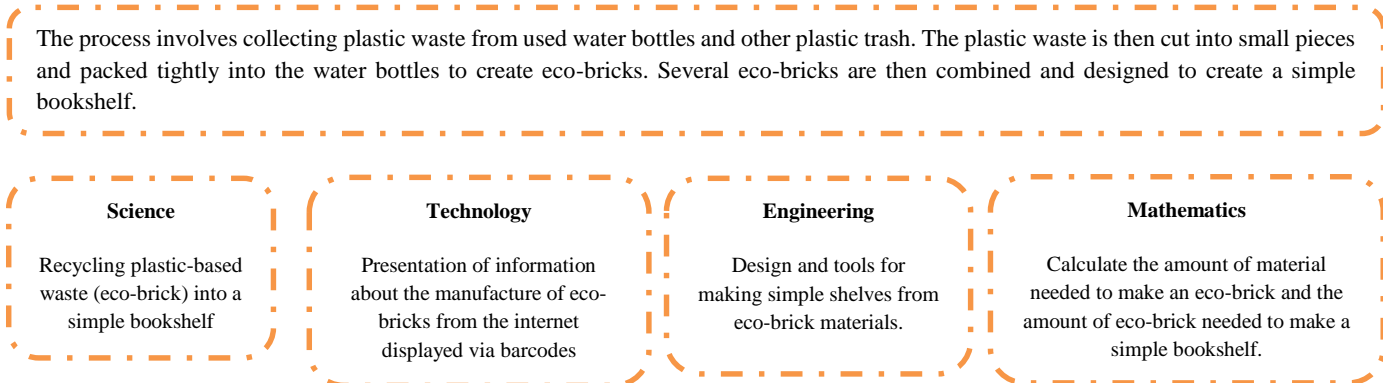 The process involves collecting plastic waste from used water bottles and other plastic trash. The plastic waste is then cut into small pieces
and packed tightly into the water bottles to create eco-bricks. Several eco-bricks are then combined and designed to create a simple
bookshelf.
Science
Recycling plastic-based
waste (eco-brick) into a
simple bookshelf
Technology
Presentation of information
about the manufacture of eco-
bricks from the internet
displayed via barcodes
Engineering
Design and tools for
making simple shelves from
eco-brick materials.
Mathematics
Calculate the amount of material
needed to make an eco-brick and the
amount of eco-brick needed to make a
simple bookshelf.